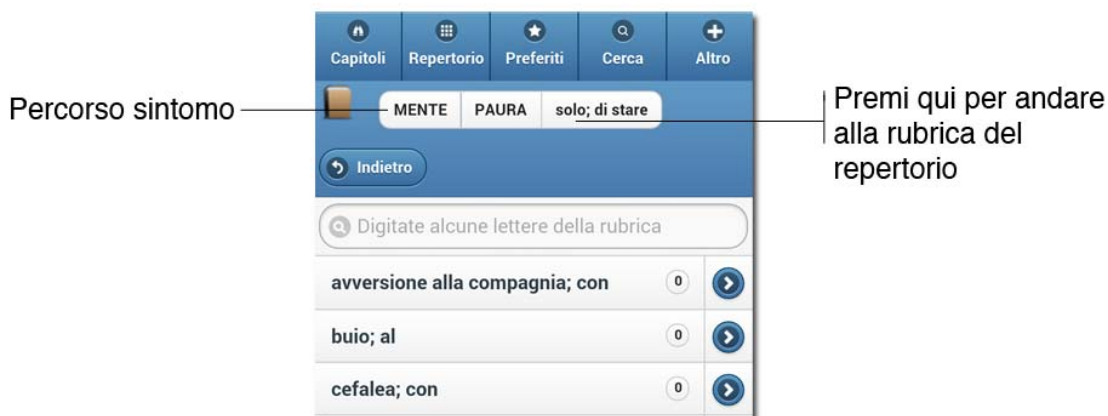 Capitoli Repertorio Preferiti Cerca Altro
Percorso sintomo
MENTE PAURA solo; di stare
Premi qui per andare
alla rubrica del
repertorio
Indietro
Digitate alcune lettere della rubrica
avversione alla compagnia; con 0
buio; al 0
cefalea; con 0